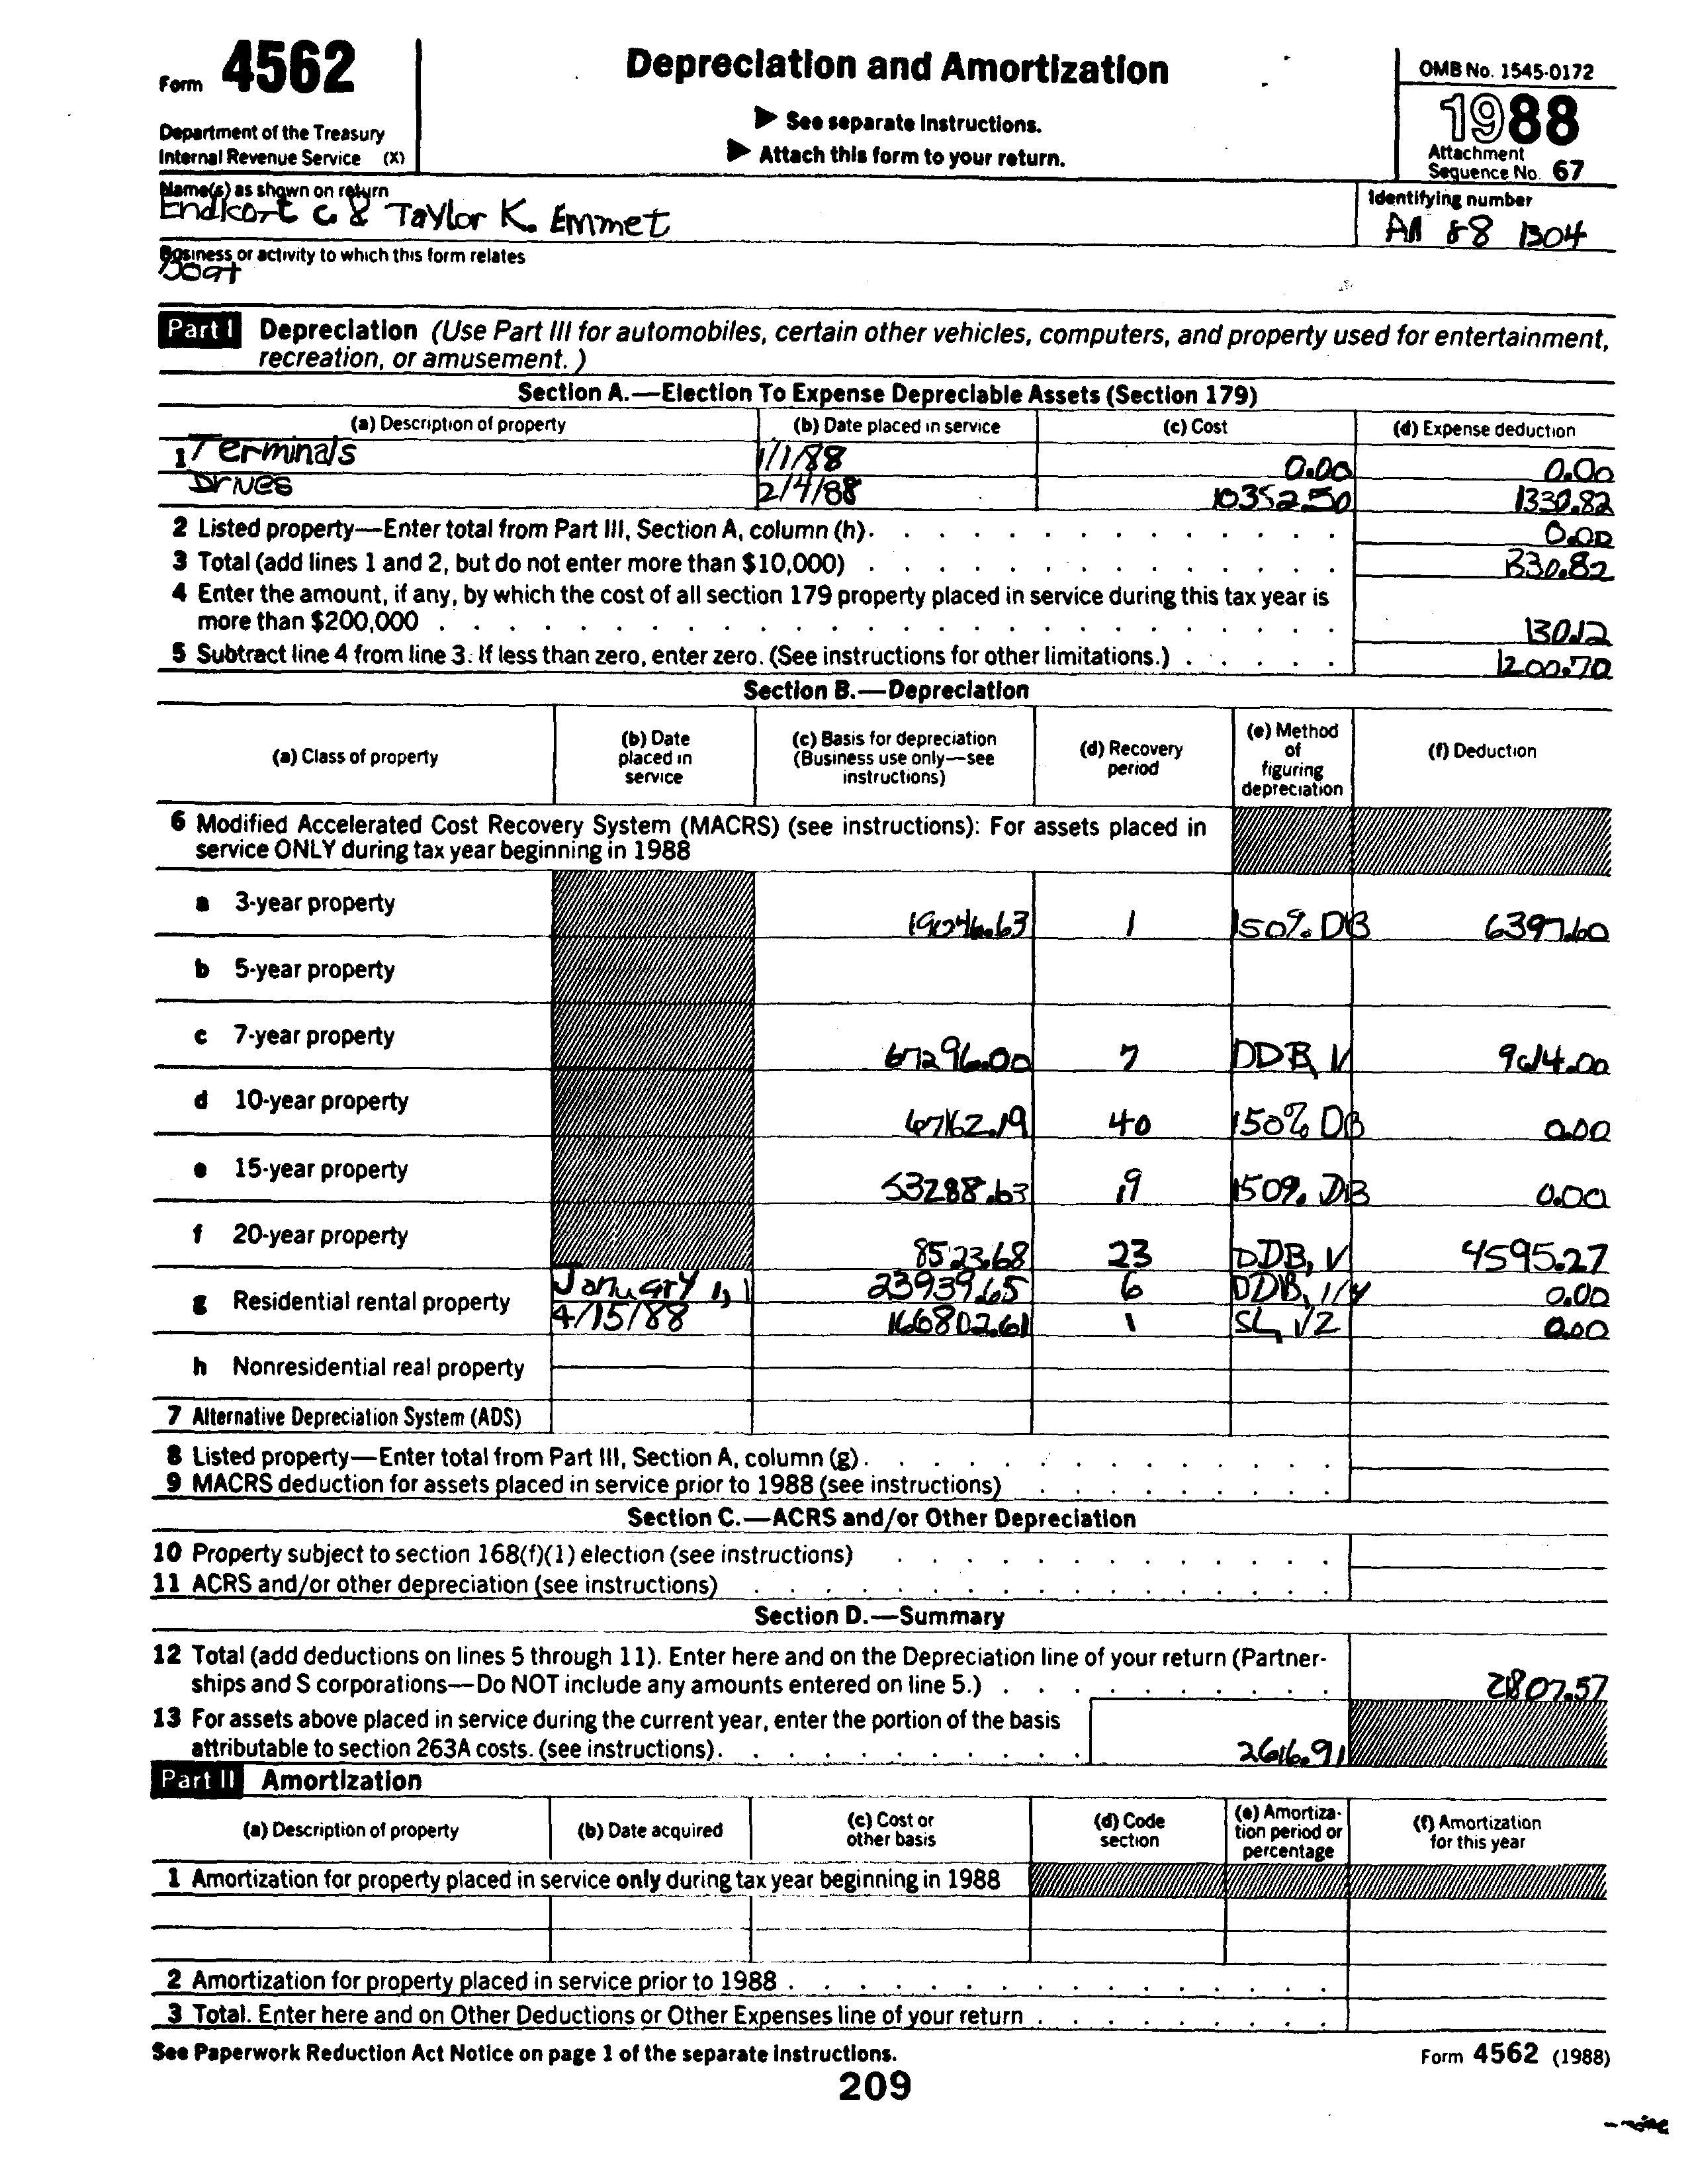 Form 4562
Depreciation and Amortization
OMB No. 1545-0172
1988
▶ See separate Instructions.
▶ Attach this form to your return.
Department of the Treasury
Internal Revenue Service (X)
Attachment
Sequence No. 67
Name(s) as shown on return
Endicott C & Taylor K. Emmet
Identifying number
88 1304
Business or activity to which this form relates
Part I Depreciation (Use Part III for automobiles, certain other vehicles, computers, and property used for entertainment,
recreation, or amusement.)
Section A.—Election To Expense Depreciable Assets (Section 179)
(a) Description of property (b) Date placed in service (c) Cost (d) Expense deduction
1 Terminals 1/1/88 0.00 0.00
Drives 2/4/88 10352.50 1330.82
2 Listed property—Enter total from Part III, Section A, column (h). 0.00
3 Total (add lines 1 and 2, but do not enter more than $10,000) 1330.82
4 Enter the amount, if any, by which the cost of all section 179 property placed in service during this tax year is
more than $200,000 130.12
5 Subtract line 4 from line 3. If less than zero, enter zero. (See instructions for other limitations.) 1200.70
Section B.—Depreciation
(a) Class of property (b) Date placed in service (c) Basis for depreciation (Business use only—see instructions) (d) Recovery period (e) Method of figuring depreciation (f) Deduction
6 Modified Accelerated Cost Recovery System (MACRS) (see instructions): For assets placed in
service ONLY during tax year beginning in 1988
a 3-year property 19046.63 1 150% DB 6397.60
b 5-year property
c 7-year property 67296.00 7 DDB, V 9614.00
d 10-year property 67162.19 40 150% DB 0.00
e 15-year property 53288.63 19 150% DB 0.00
f 20-year property 8523.68 23 DDB, V 4595.27
January 1, 1 23939.65 6 DDB, 1/4 0.00
g Residential rental property 4/15/88 166802.61 1 SL, 1/2 0.00
h Nonresidential real property
7 Alternative Depreciation System (ADS)
8 Listed property—Enter total from Part III, Section A, column (g).
9 MACRS deduction for assets placed in service prior to 1988 (see instructions)
Section C.—ACRS and/or Other Depreciation
10 Property subject to section 168(f)(1) election (see instructions)
11 ACRS and/or other depreciation (see instructions)
Section D.—Summary
12 Total (add deductions on lines 5 through 11). Enter here and on the Depreciation line of your return (Partner-
ships and S corporations—Do NOT include any amounts entered on line 5.) 21807.57
13 For assets above placed in service during the current year, enter the portion of the basis
attributable to section 263A costs. (see instructions). 2616.91
Part II Amortization
(a) Description of property (b) Date acquired (c) Cost or other basis (d) Code section (e) Amortiza-tion period or percentage (f) Amortization for this year
1 Amortization for property placed in service only during tax year beginning in 1988
2 Amortization for property placed in service prior to 1988
3 Total. Enter here and on Other Deductions or Other Expenses line of your return
See Paperwork Reduction Act Notice on page 1 of the separate Instructions.
Form 4562 (1988)
209